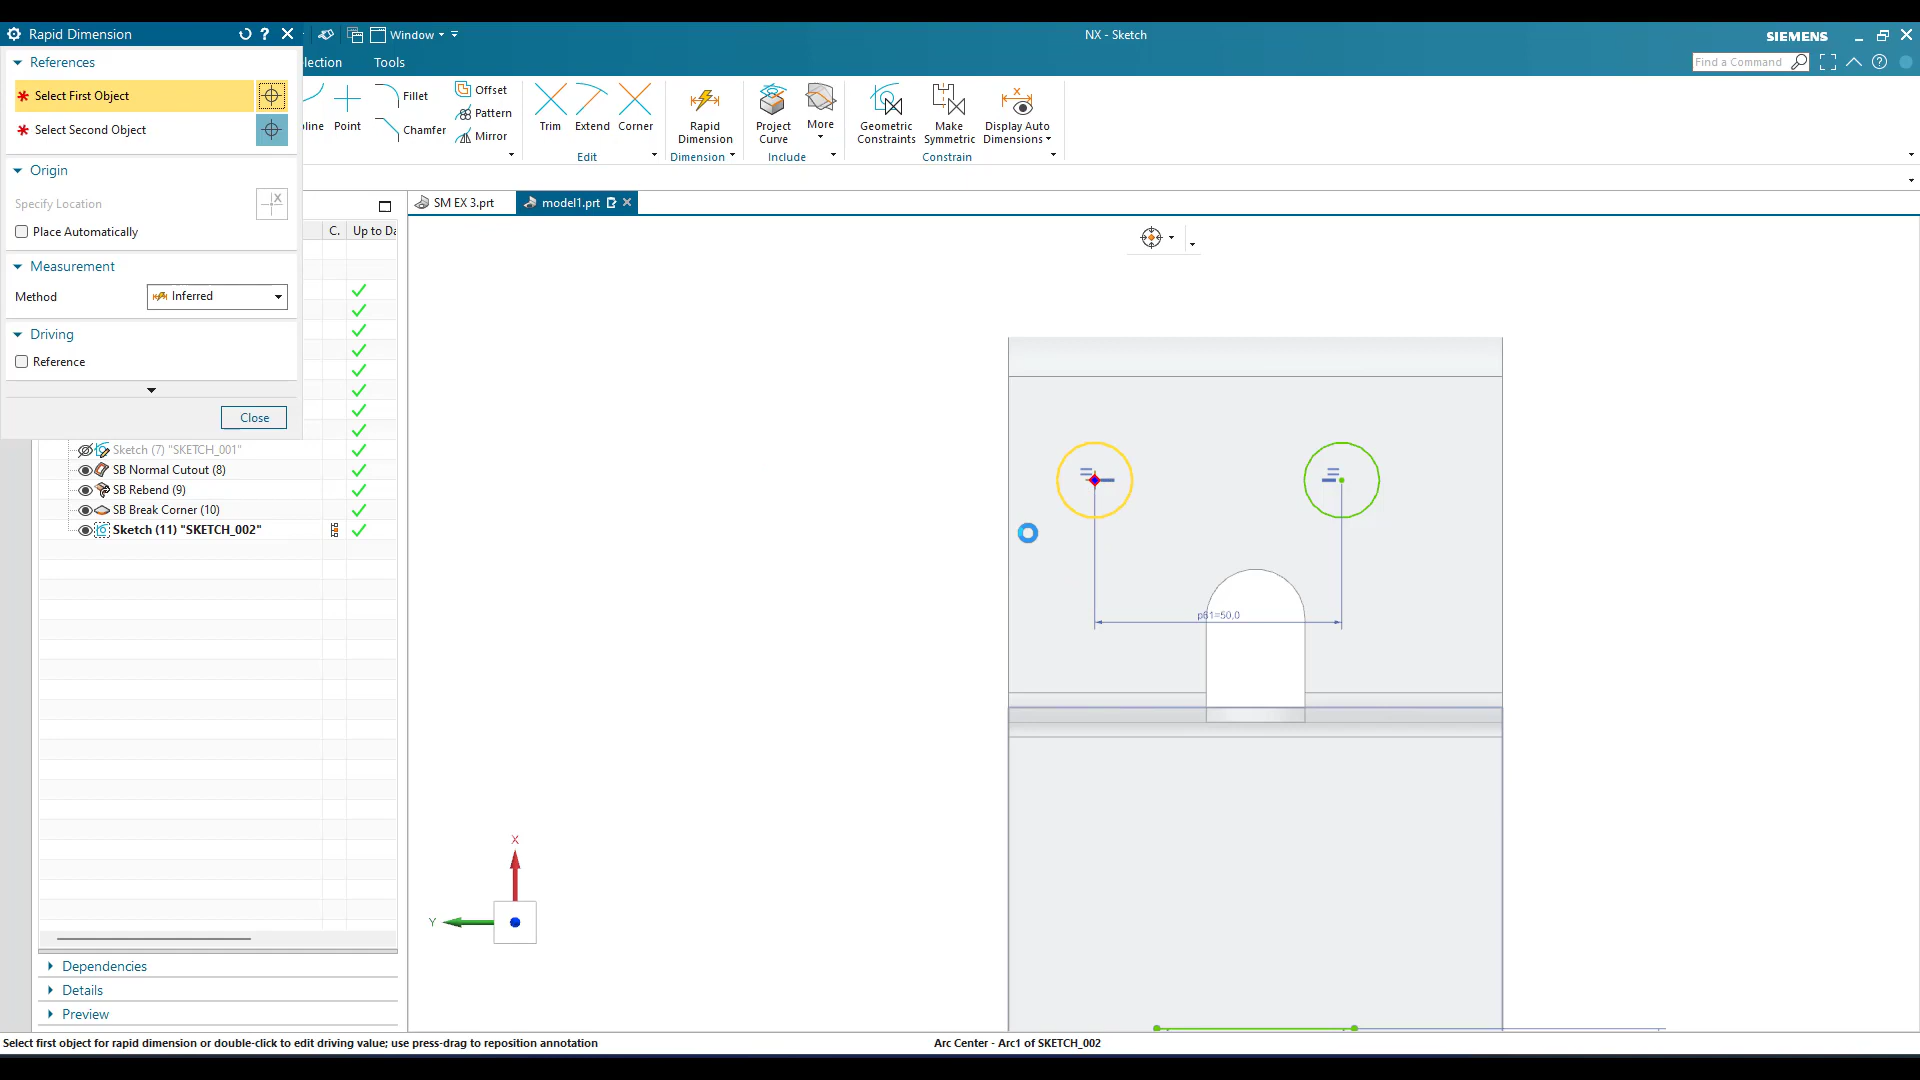 Rapid Dimension
Window
NX - Sketch
SIEMENS
References
lection
Tools
Find a Command
Select First Object
Select Second Object
pline
Point
Fillet
Chamfer
Offset
Pattern
Mirror
Trim
Extend
Corner
Edit
Rapid
Dimension
Dimension
Project
Curve
More
Include
Geometric
Constraints
Make
Symmetric
Display Auto
Dimensions
Constrain
Origin
Specify Location
Place Automatically
SM EX 3.prt
model1.prt
C.
Up to Da
Measurement
Method
Inferred
Driving
Reference
Close
Sketch (7) "SKETCH_001"
SB Normal Cutout (8)
SB Rebend (9)
SB Break Corner (10)
Sketch (11) "SKETCH_002"
p61=50,0
X
Y
Dependencies
Details
Preview
Select first object for rapid dimension or double-click to edit driving value; use press-drag to reposition annotation
Arc Center - Arc1 of SKETCH_002